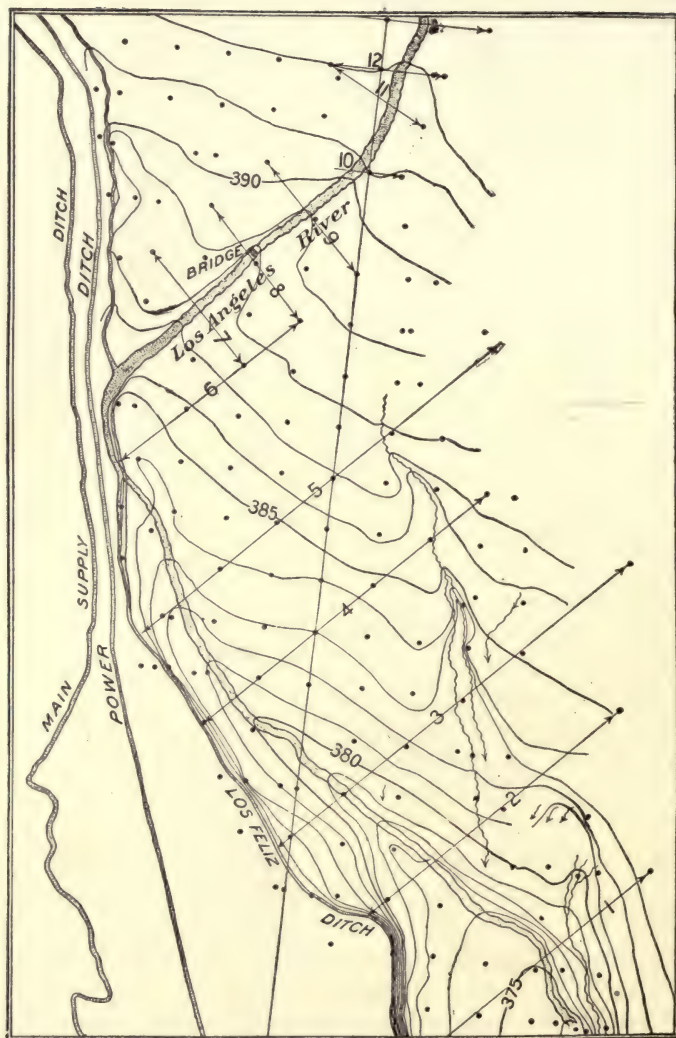 12
11
10
390
DITCH
DITCH
BRIDGE
Los Angeles River
9
8
7
6
5
385
SUPPLY
4
MAIN
POWER
3
380
2
LOS FELIZ
DITCH
1
375